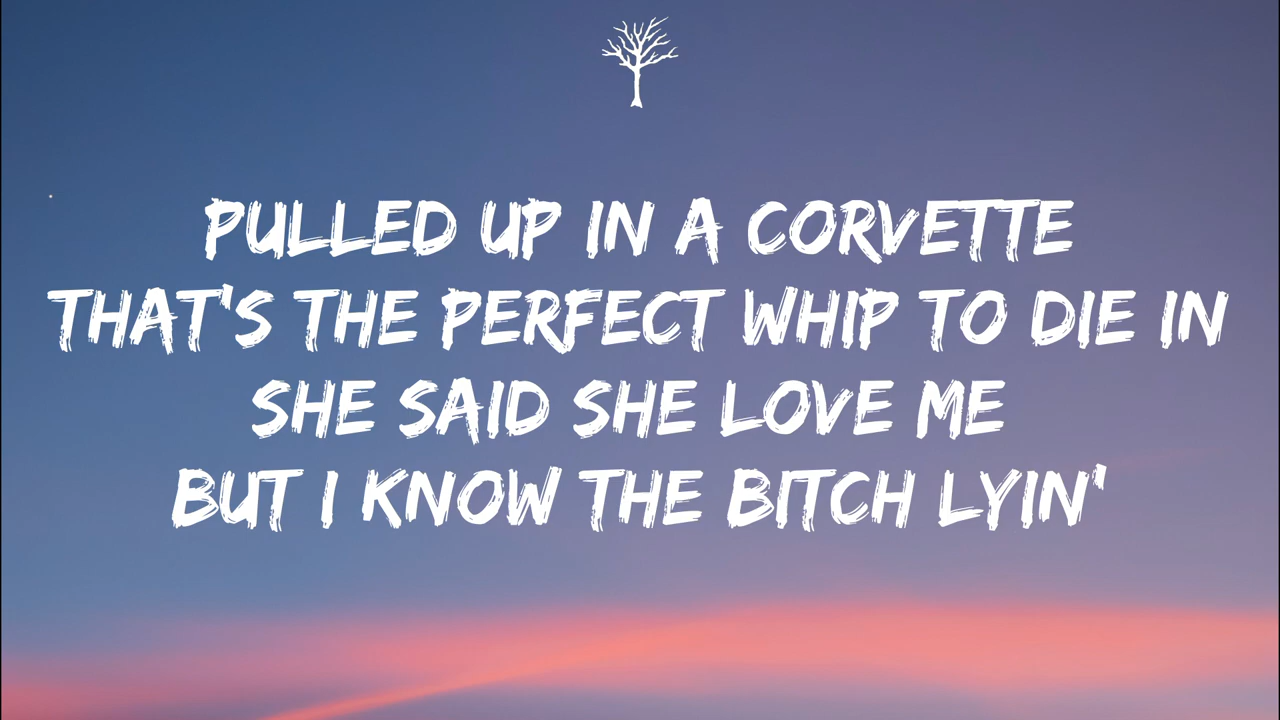 PULLED UP IN A CORVETTE
THAT'S THE PERFECT WHIP TO DIE IN
SHE SAID SHE LOVE ME
BUT I KNOW THE BITCH LYIN'